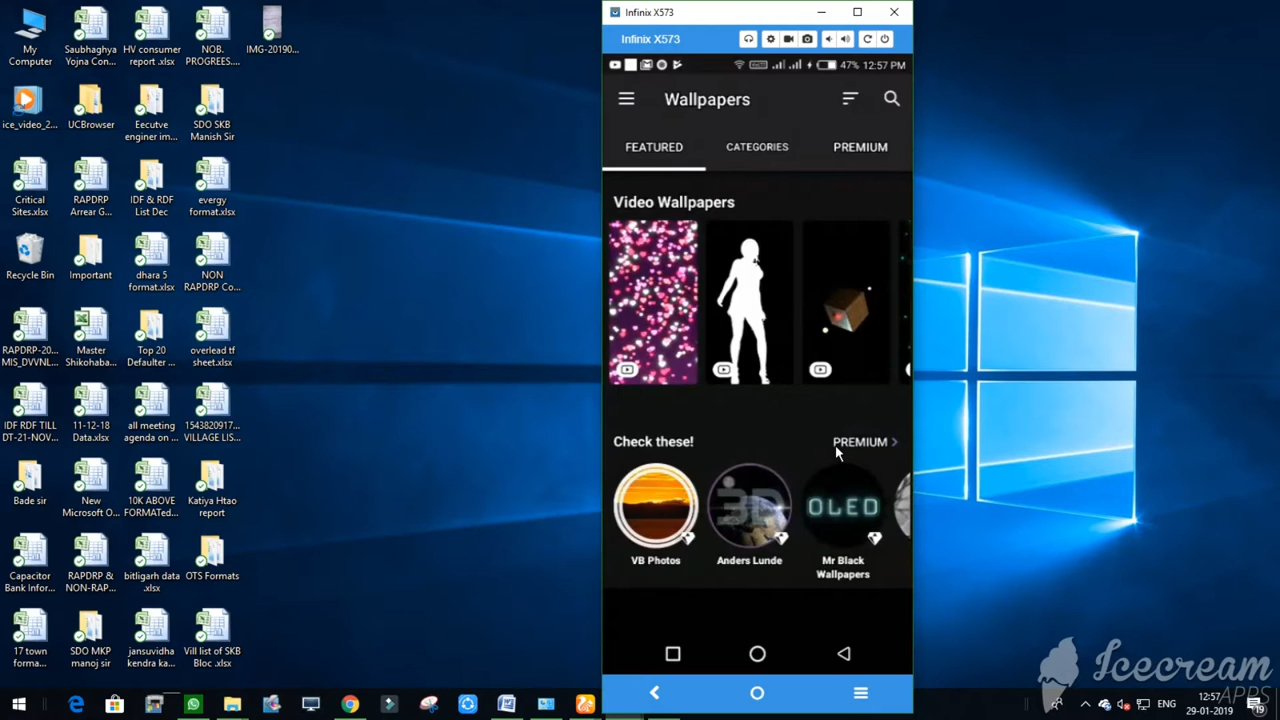 My
Computer
Saubhaghya
Yojna Con...
HV consumer
report .xlsx
NOB.
PROGREES....
IMG-20190...
ice_video_2...
UCBrowser
Eecutve
enginer im...
SDO SKB
Manish Sir
Critical
Sites.xlsx
RAPDRP
Arrear G...
IDF & RDF
List Dec
evergy
format.xlsx
Recycle Bin
Important
dhara 5
format.xlsx
NON
RAPDRP Co...
RAPDRP-20...
MIS_DVVNL...
Master
Shikohaba...
Top 20
Defaulter ...
overlead tf
sheet.xlsx
IDF RDF TILL
DT-21-NOV...
11-12-18
Data.xlsx
all meeting
agenda on ...
1543820917...
VILLAGE LIS...
Bade sir
New
Microsoft O...
10K ABOVE
FORMATed...
Katiya Htao
report
Capacitor
Bank Infor...
RAPDRP &
NON-RAP...
bitligarh data
.xlsx
OTS Formats
17 town
forma...
SDO MKP
manoj sir
jansuvidha
kendra ka...
Vill list of SKB
Bloc .xlsx
Infinix X573
Infinix X573
47% 12:57 PM
Wallpapers
FEATURED CATEGORIES PREMIUM
Video Wallpapers
Check these! PREMIUM >
3D
OLED
VB Photos
Anders Lunde
Mr Black
Wallpapers
Icecream
APPS
ENG
12:57
29-01-2019
19